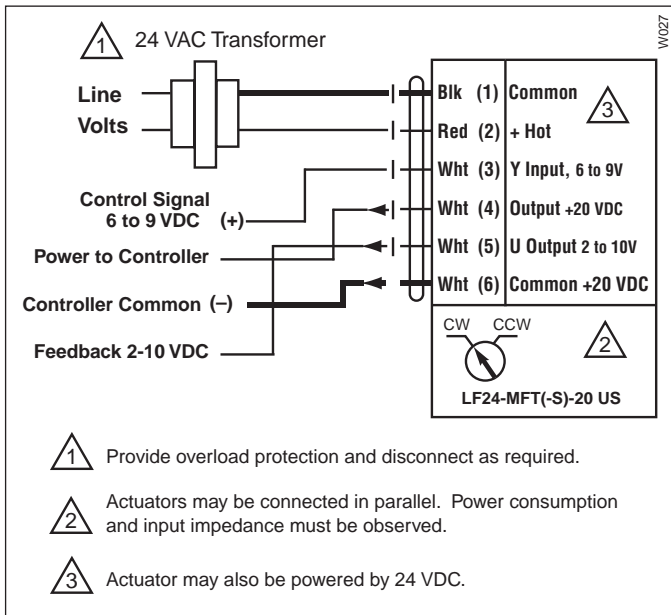 W027
1 24 VAC Transformer
Line
Volts
Blk (1) Common
3
Red (2) + Hot
Wht (3) Y Input, 6 to 9V
Control Signal
6 to 9 VDC (+)
Wht (4) Output +20 VDC
Power to Controller
Wht (5) U Output 2 to 10V
Controller Common (–)
Wht (6) Common +20 VDC
Feedback 2-10 VDC
CW CCW
2
LF24-MFT(-S)-20 US
1 Provide overload protection and disconnect as required.
2 Actuators may be connected in parallel. Power consumption
and input impedance must be observed.
3 Actuator may also be powered by 24 VDC.